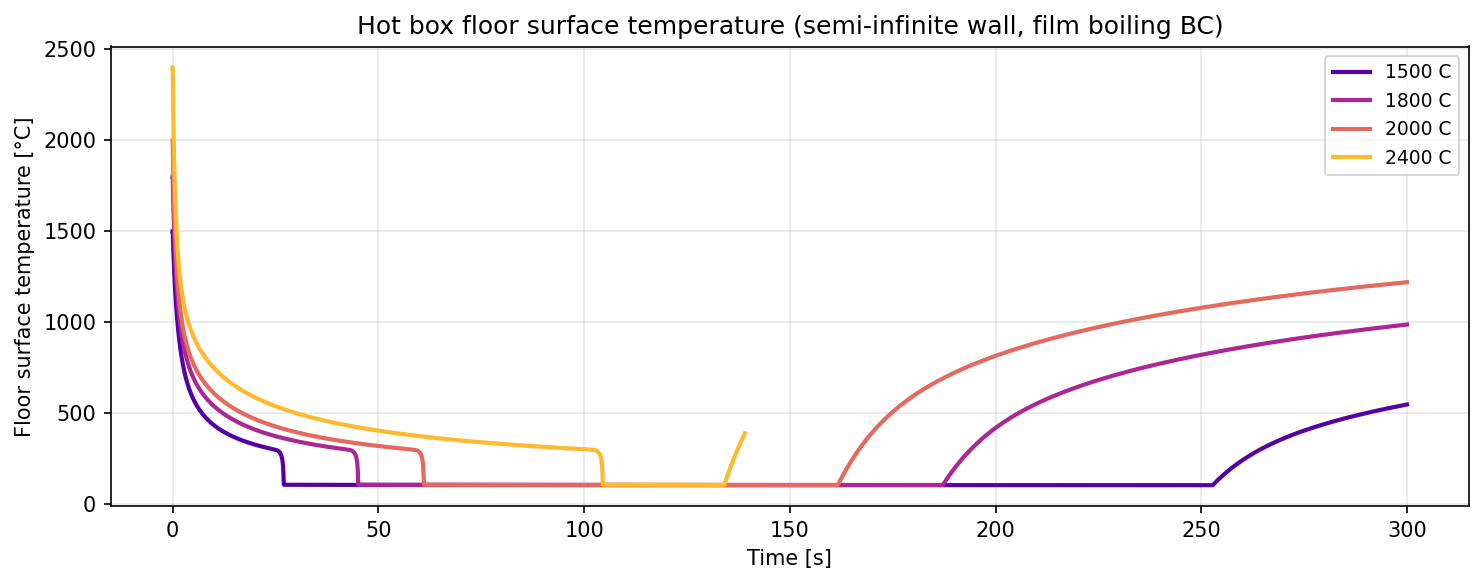 Hot box floor surface temperature (semi-infinite wall, film boiling BC)
Floor surface temperature [°C]
2500
2000
1500
1000
500
0
1500 C
1800 C
2000 C
2400 C
0
50
100
150
200
250
300
Time [s]